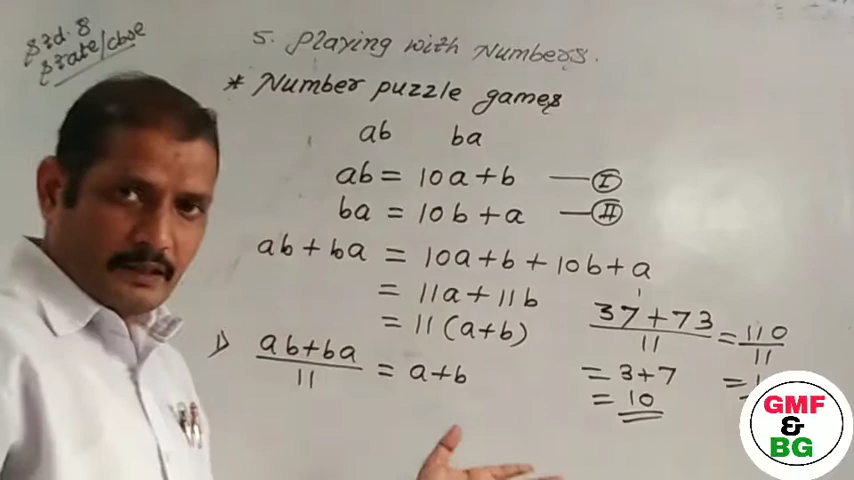 Std. 8
State/cbse
5. Playing with Numbers.
* Number puzzle games
ab ba
ab = 10a+b —— I
ba = 10b+a —— II
ab+ba = 10a+b+10b+a
= 11a+11b
= 11(a+b)
1) ab+ba / 11 = a+b
37+73 / 11 = 110 / 11
= 3+7
= 10
GMF
&
BG